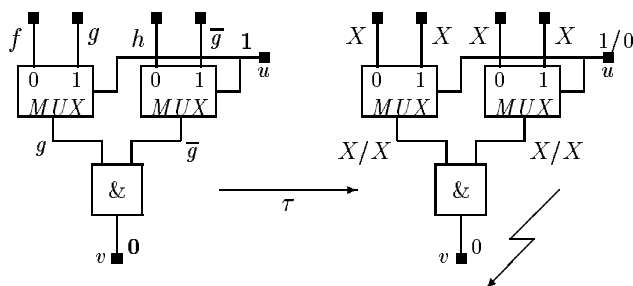 f g h g̅ 1 X X X X 1/0
u u
0 1 0 1 0 1 0 1
MUX MUX MUX MUX
g g̅ X/X X/X
& τ &
v 0 v 0